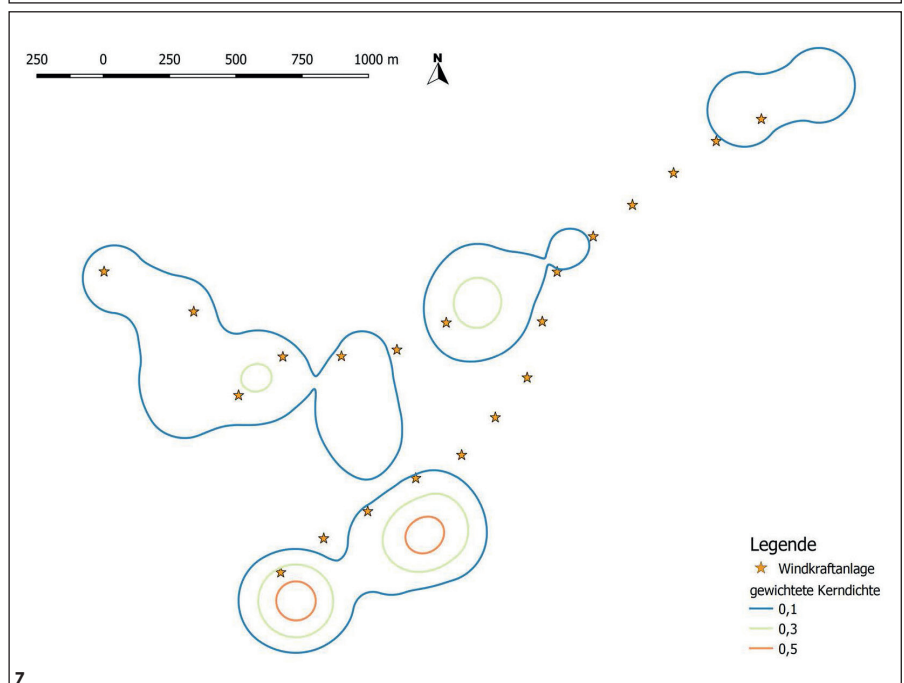 250 0 250 500 750 1000 m
N
Legende
Windkraftanlage
gewichtete Kerndichte
0,1
0,3
0,5
7